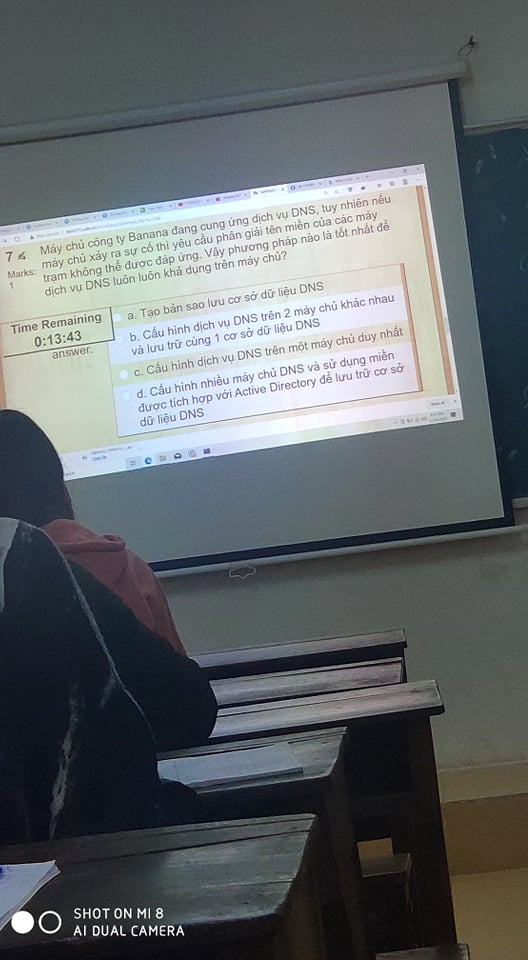 7
Máy chủ công ty Banana đang cung ứng dịch vụ DNS, tuy nhiên nếu
máy chủ xảy ra sự cố thì yêu cầu phân giải tên miền của các máy
trạm không thể được đáp ứng. Vậy phương pháp nào là tốt nhất để
dịch vụ DNS luôn luôn khả dụng trên máy chủ?
Marks:
1
Time Remaining
0:13:43
answer.
a. Tạo bản sao lưu cơ sở dữ liệu DNS
b. Cấu hình dịch vụ DNS trên 2 máy chủ khác nhau
và lưu trữ cùng 1 cơ sở dữ liệu DNS
c. Cấu hình dịch vụ DNS trên một máy chủ duy nhất
d. Cấu hình nhiều máy chủ DNS và sử dụng miền
được tích hợp với Active Directory để lưu trữ cơ sở
dữ liệu DNS
SHOT ON MI 8
AI DUAL CAMERA